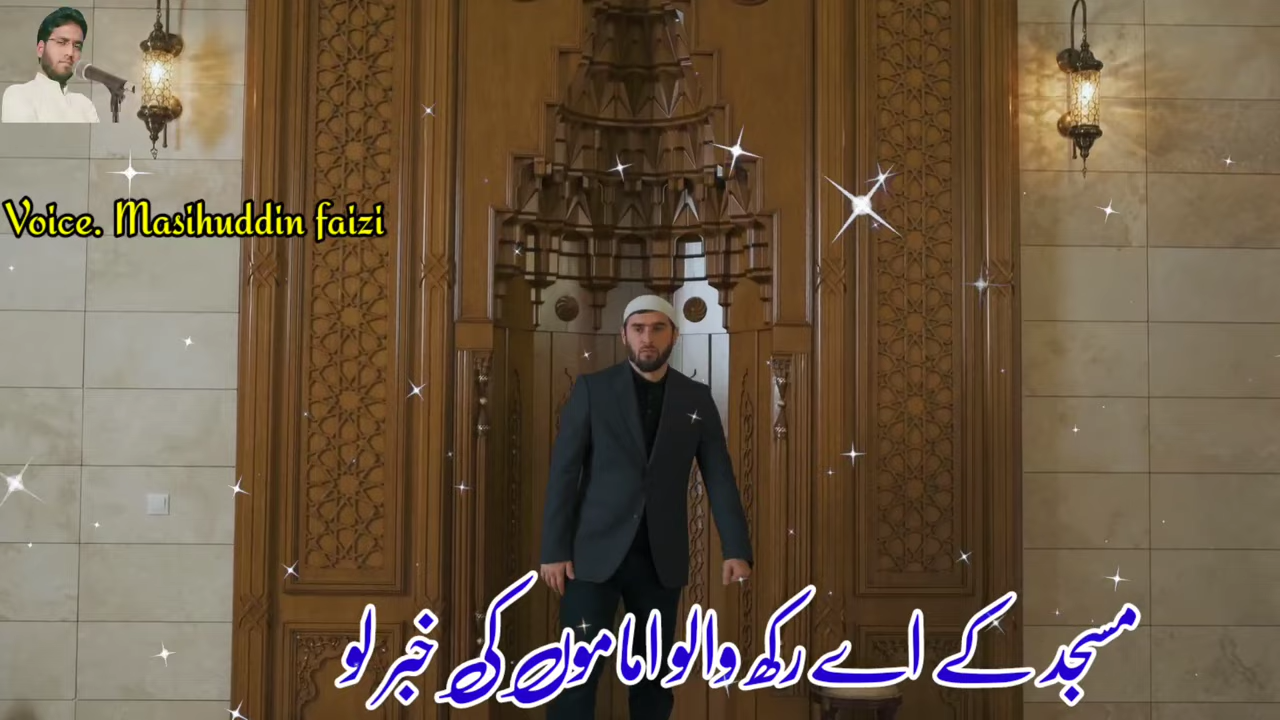 Voice. Masihuddin faizi
مسجد کے اے رکھ والو اماموں کی خبر لو